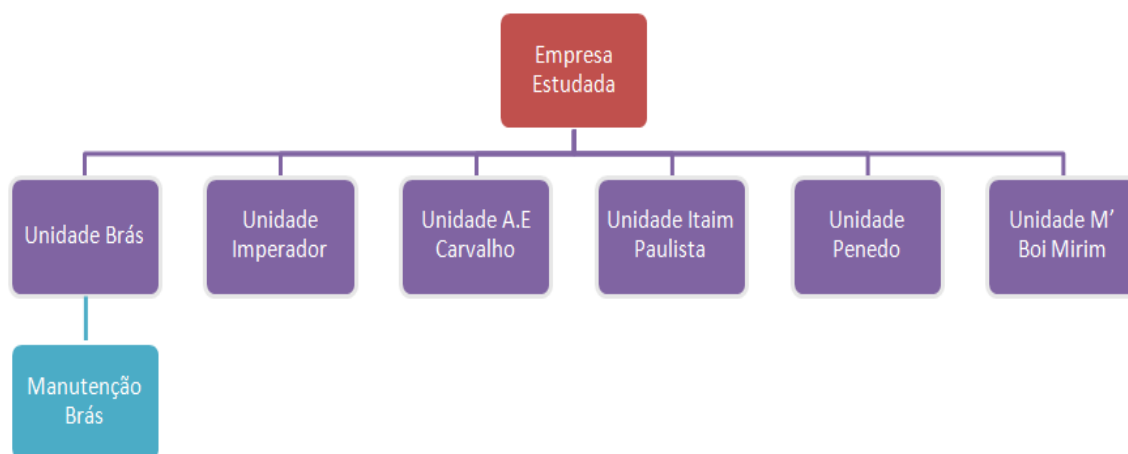 Empresa
Estudada
Unidade Brás
Unidade
Imperador
Unidade A.E
Carvalho
Unidade Itaim
Paulista
Unidade
Penedo
Unidade M’
Boi Mirim
Manutenção
Brás